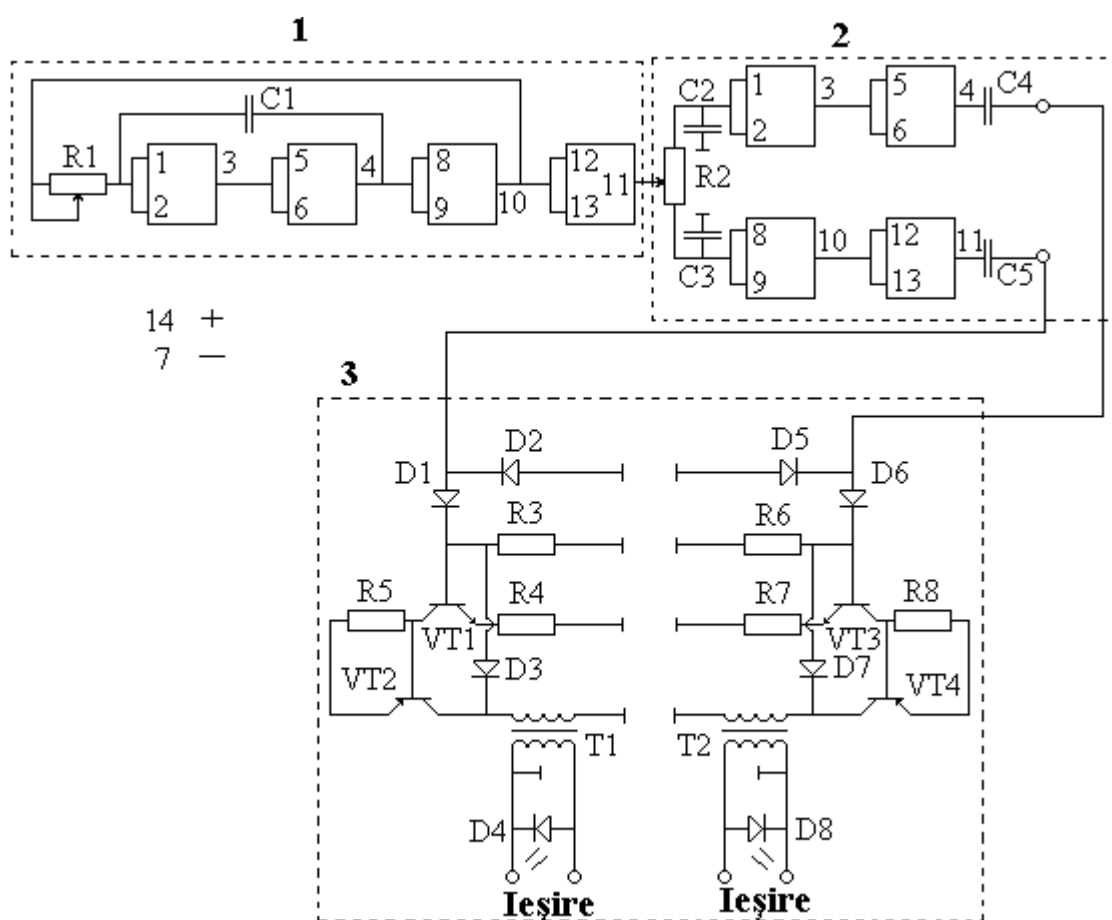 1
2
C1
R1
1
2
3
5
6
4
8
9
10
12
13
11
C2
1
2
3
5
6
4
C4
R2
C3
8
9
10
12
13
11
C5
14 +
7 −
3
D1
D2
D5
D6
R3
R6
R5
R4
R7
R8
VT1
VT3
VT2
D3
D7
VT4
T1
T2
D4
D8
Ieşire
Ieşire